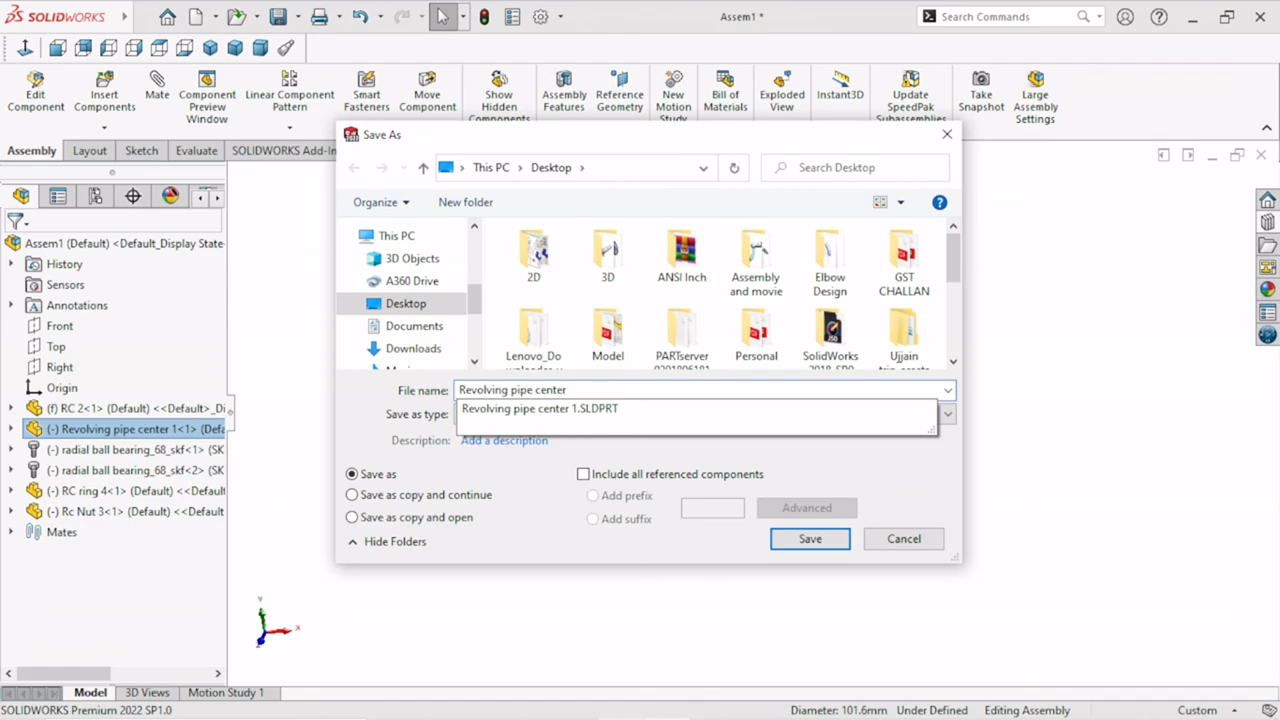 SOLIDWORKS
Assem1 *
Search Commands
Edit Component
Insert Components
Mate
Component Preview Window
Linear Component Pattern
Smart Fasteners
Move Component
Show Hidden Components
Assembly Features
Reference Geometry
New Motion Study
Bill of Materials
Exploded View
Instant3D
Update SpeedPak Subassemblies
Take Snapshot
Large Assembly Settings
Assembly
Layout
Sketch
Evaluate
SOLIDWORKS Add-In
Assem1 (Default) <Default_Display State-
History
Sensors
Annotations
Front
Top
Right
Origin
(f) RC 2<1> (Default) <<Default>_Di
(-) Revolving pipe center 1<1> (Defa
(-) radial ball bearing_68_skf<1> (SK
(-) radial ball bearing_68_skf<2> (SK
(-) RC ring 4<1> (Default) <<Default
(-) Rc Nut 3<1> (Default) <<Default
Mates
Save As
This PC > Desktop >
Search Desktop
Organize
New folder
This PC
3D Objects
A360 Drive
Desktop
Documents
Downloads
2D
3D
ANSI Inch
Assembly and movie
Elbow Design
GST CHALLAN
Lenovo_Do
Model
PARTserver
Personal
SolidWorks
Ujjain
File name:
Revolving pipe center
Revolving pipe center 1.SLDPRT
Save as type:
Description:
Add a description
Save as
Save as copy and continue
Save as copy and open
Include all referenced components
Add prefix
Add suffix
Advanced
Hide Folders
Save
Cancel
Y
X
Z
Model
3D Views
Motion Study 1
SOLIDWORKS Premium 2022 SP1.0
Diameter: 101.6mm
Under Defined
Editing Assembly
Custom